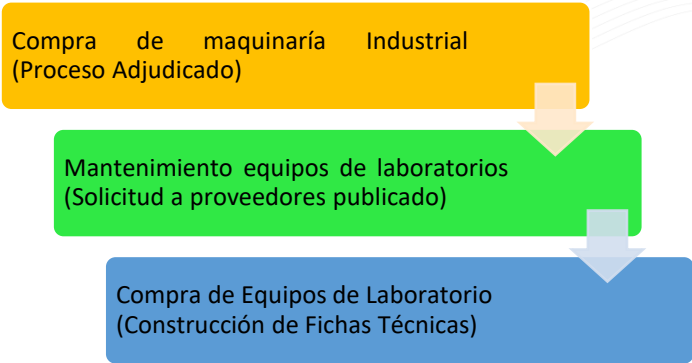 Compra de maquinaría Industrial
(Proceso Adjudicado)
Mantenimiento equipos de laboratorios
(Solicitud a proveedores publicado)
Compra de Equipos de Laboratorio
(Construcción de Fichas Técnicas)